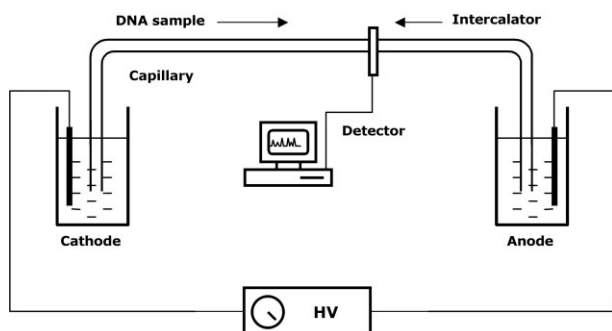 DNA sample
Intercalator
Capillary
Detector
Cathode
Anode
HV